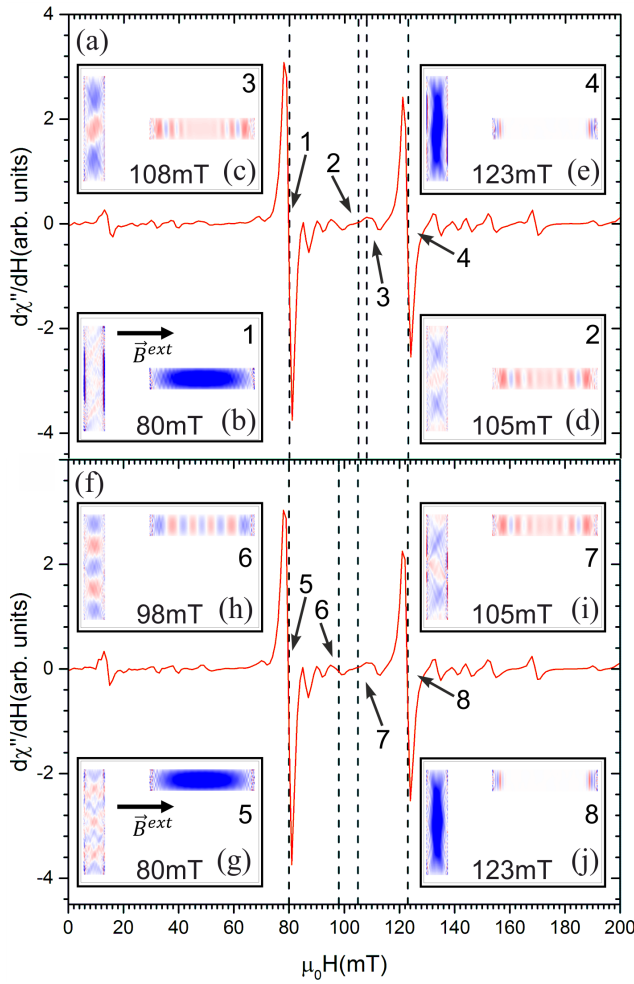 (a)
3
108mT (c)
4
123mT (e)
1
2
3
4
1
B⃗ᵉˣᵗ
80mT (b)
2
105mT (d)
4
2
0
-2
-4
dχ"/dH(arb. units)
(f)
6
98mT (h)
7
105mT (i)
5
6
7
8
5
B⃗ᵉˣᵗ
80mT (g)
8
123mT (j)
2
0
-2
-4
dχ"/dH(arb. units)
0 20 40 60 80 100 120 140 160 180 200
μ₀H(mT)